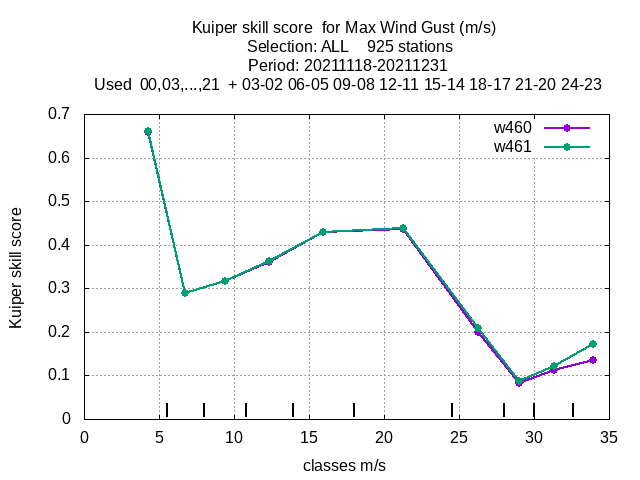 Kuiper skill score  for Max Wind Gust (m/s)
Selection: ALL    925 stations
Period: 20211118-20211231
Used  00,03,...,21  + 03-02 06-05 09-08 12-11 15-14 18-17 21-20 24-23
w460
w461
Kuiper skill score
0.7
0.6
0.5
0.4
0.3
0.2
0.1
0
0 5 10 15 20 25 30 35
classes m/s